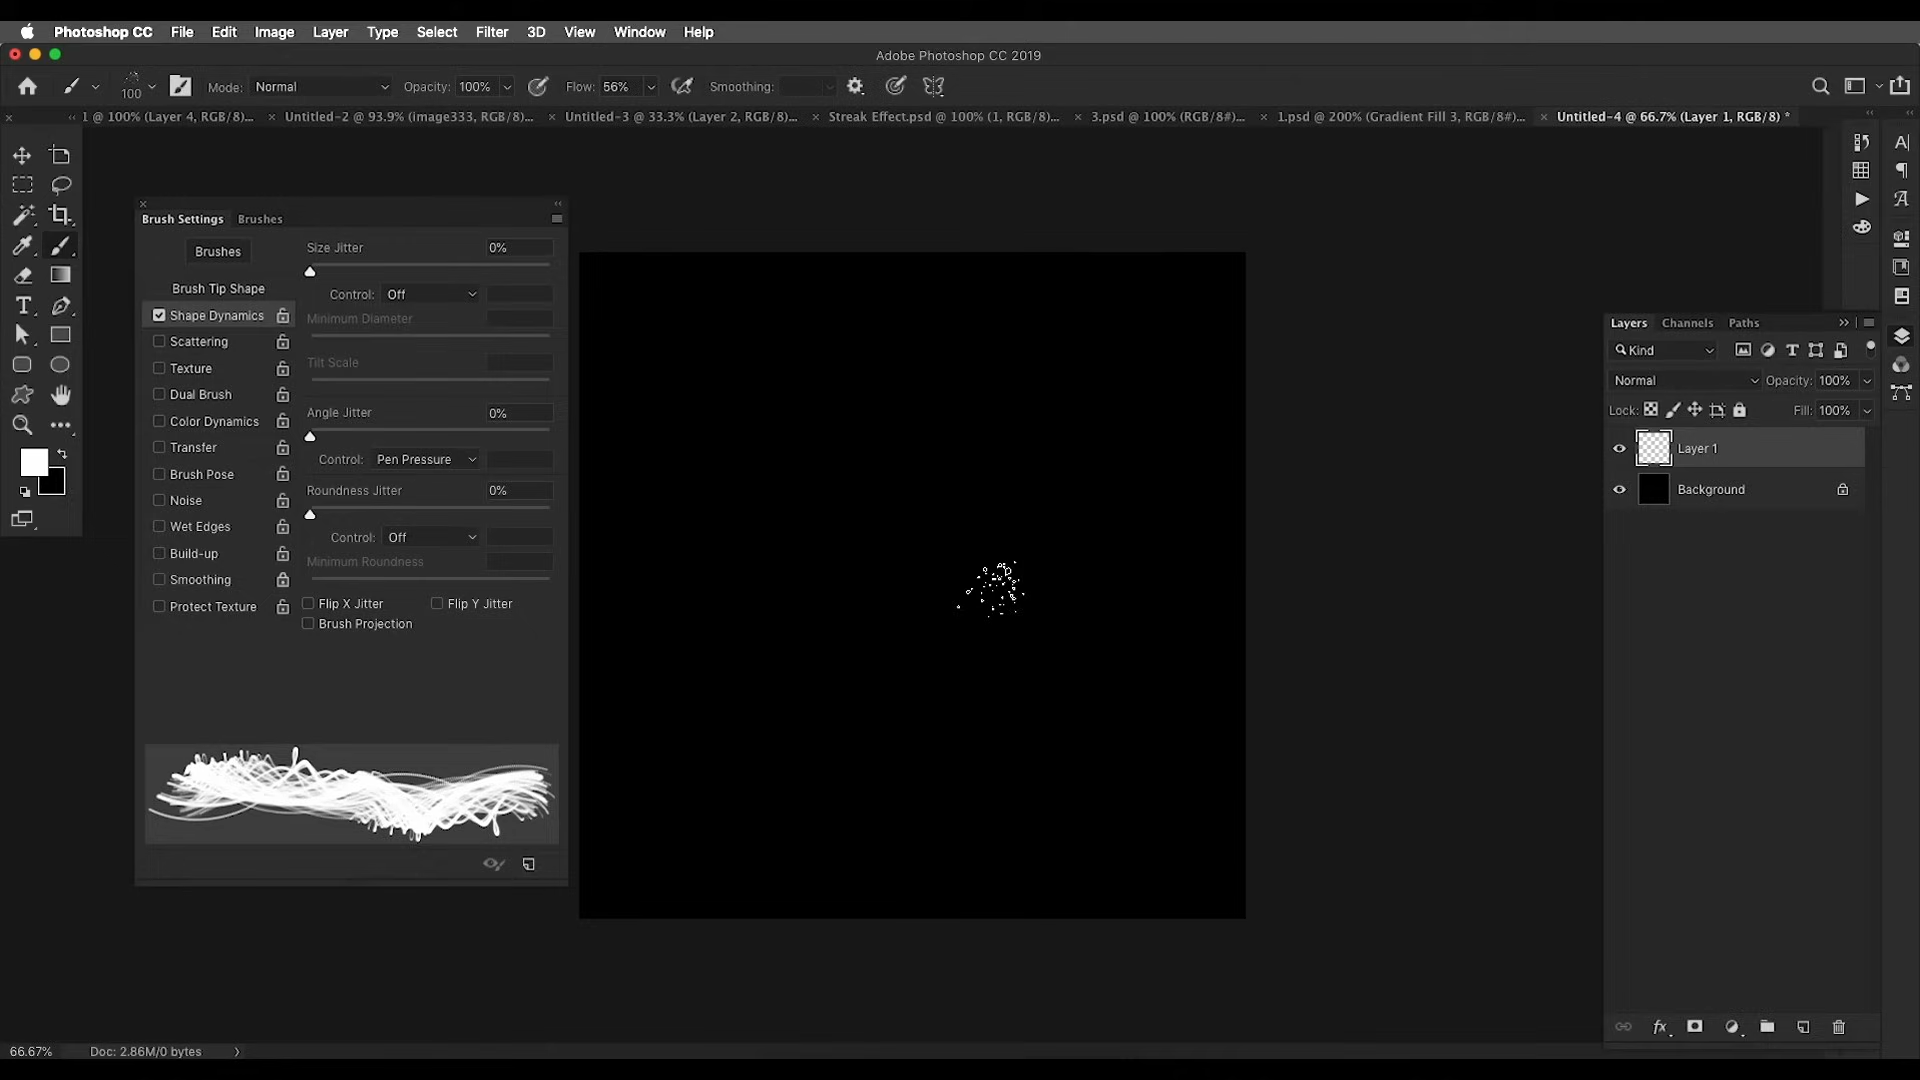 Photoshop CC File Edit Image Layer Type Select Filter 3D View Window Help
Adobe Photoshop CC 2019
100 Mode: Normal Opacity: 100% Flow: 56% Smoothing:
1 @ 100% (Layer 4, RGB/8)... Untitled-2 @ 93.9% (image333, RGB/8)... Untitled-3 @ 33.3% (Layer 2, RGB/8)... Streak Effect.psd @ 100% (1, RGB/8)... 3.psd @ 100% (RGB/8#)... 1.psd @ 200% (Gradient Fill 3, RGB/8#)... Untitled-4 @ 66.7% (Layer 1, RGB/8) *
Brush Settings Brushes
Brushes
Brush Tip Shape
Shape Dynamics
Scattering
Texture
Dual Brush
Color Dynamics
Transfer
Brush Pose
Noise
Wet Edges
Build-up
Smoothing
Protect Texture
Size Jitter 0%
Control: Off
Minimum Diameter
Tilt Scale
Angle Jitter 0%
Control: Pen Pressure
Roundness Jitter 0%
Control: Off
Minimum Roundness
Flip X Jitter Flip Y Jitter
Brush Projection
Layers Channels Paths
Kind
Normal Opacity: 100%
Lock: Fill: 100%
Layer 1
Background
fx
66.67% Doc: 2.86M/0 bytes